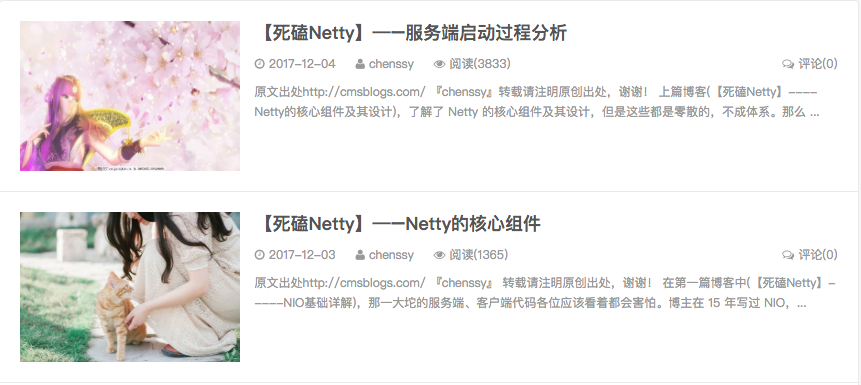 【死磕Netty】——服务端启动过程分析
2017-12-04 chenssy 阅读(3833) 评论(0)
原文出处http://cmsblogs.com/ 『chenssy』转载请注明原创出处，谢谢！ 上篇博客(【死磕Netty】----
Netty的核心组件及其设计)，了解了 Netty 的核心组件及其设计，但是这些都是零散的，不成体系。那么 ...
【死磕Netty】——Netty的核心组件
2017-12-03 chenssy 阅读(1365) 评论(0)
原文出处http://cmsblogs.com/ 『chenssy』 转载请注明原创出处，谢谢！ 在第一篇博客中(【死磕Netty】-
----NIO基础详解)，那一大坨的服务端、客户端代码各位应该看着都会害怕。博主在 15 年写过 NIO，...